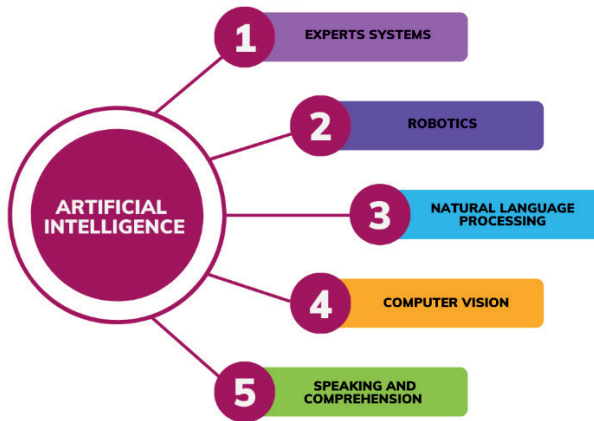 ARTIFICIAL
INTELLIGENCE
1
EXPERTS SYSTEMS
2
ROBOTICS
3
NATURAL LANGUAGE
PROCESSING
4
COMPUTER VISION
5
SPEAKING AND
COMPREHENSION